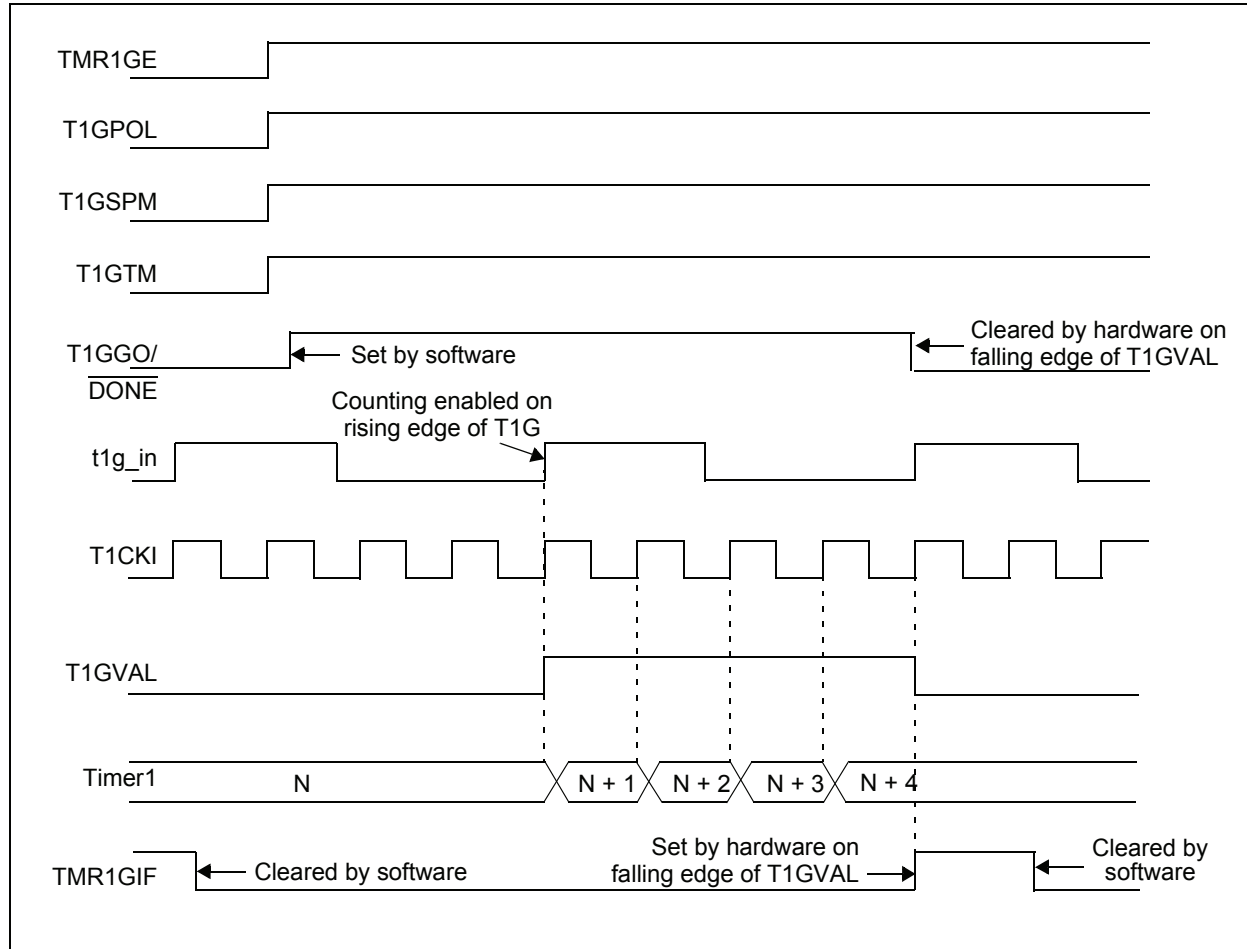 TMR1GE
T1GPOL
T1GSPM
T1GTM
T1GGO/
DONE
Set by software
Cleared by hardware on
falling edge of T1GVAL
Counting enabled on
rising edge of T1G
t1g_in
T1CKI
T1GVAL
Timer1
N
N + 1
N + 2
N + 3
N + 4
TMR1GIF
Cleared by software
Set by hardware on
falling edge of T1GVAL
Cleared by
software